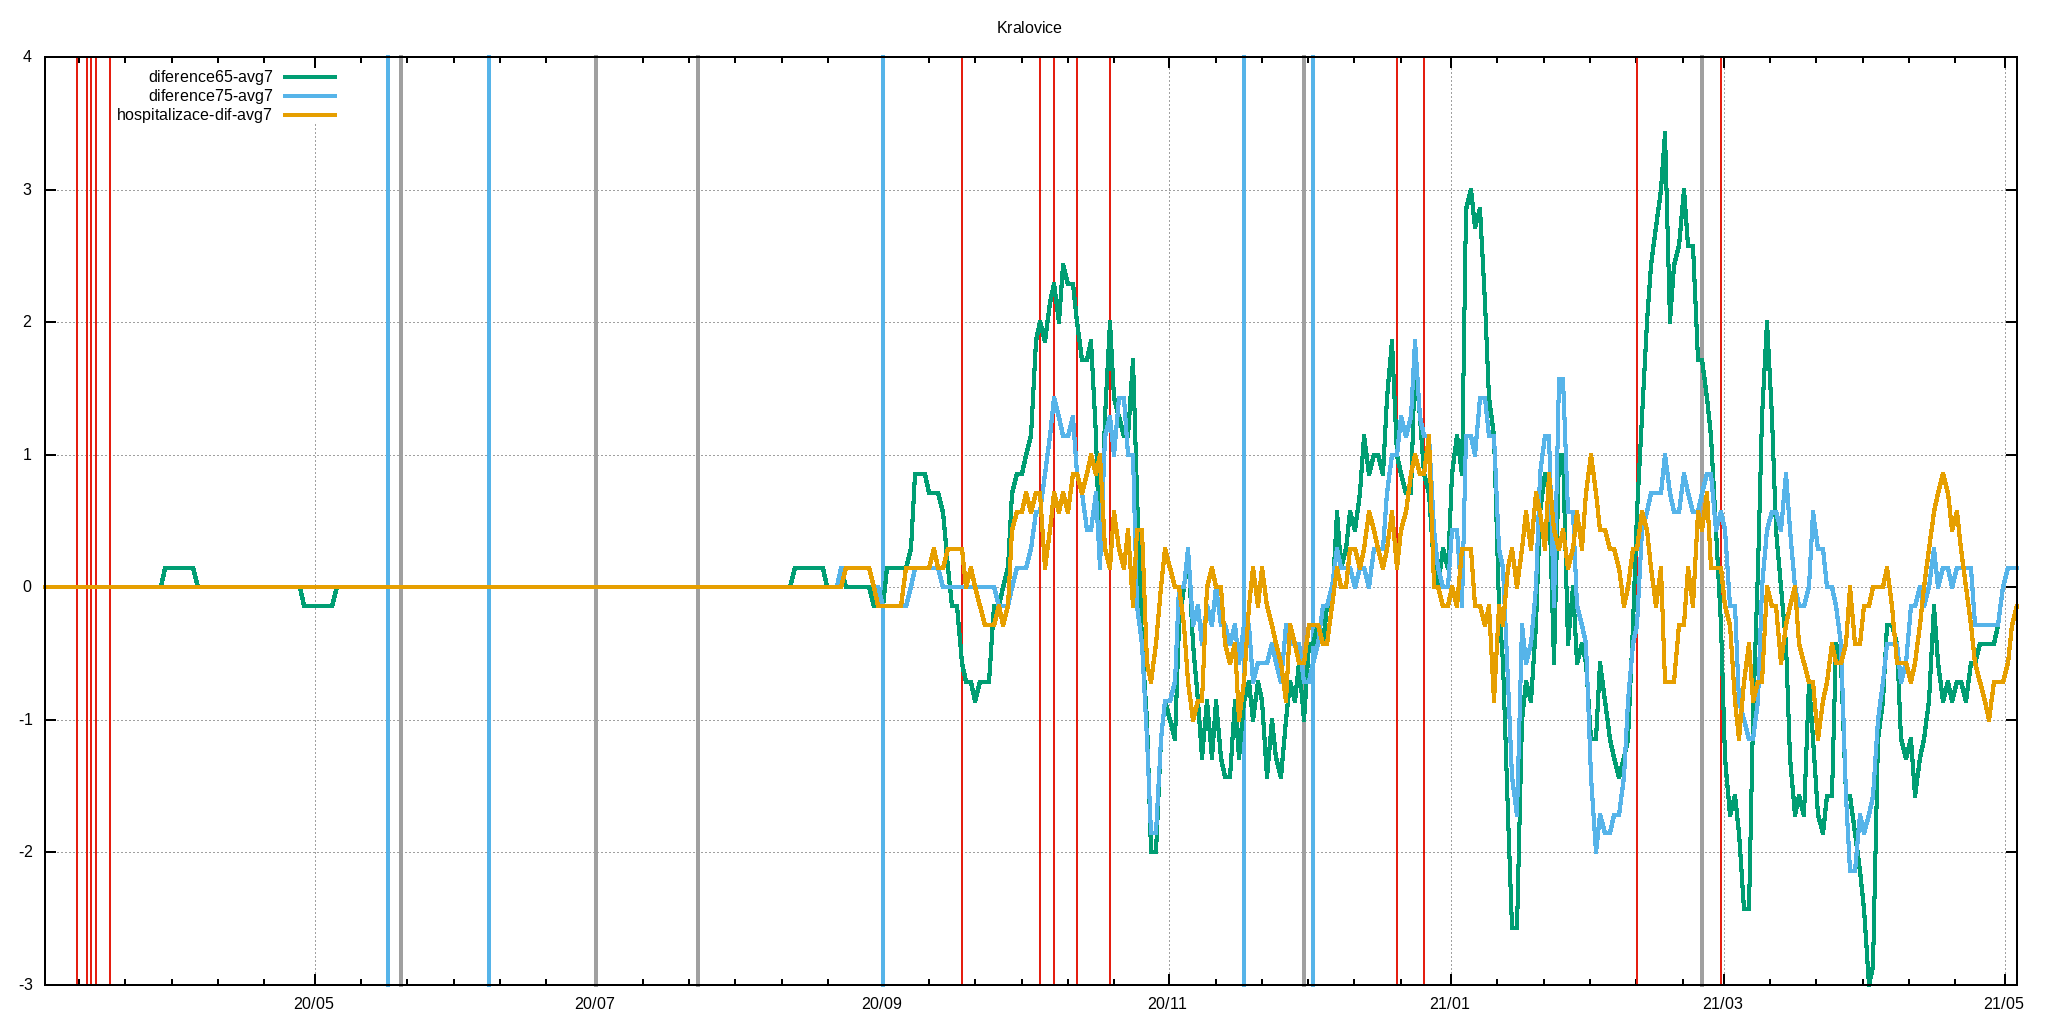 Kralovice
4
diference65-avg7
diference75-avg7
hospitalizace-dif-avg7
3
2
1
0
-1
-2
-3
20/05 20/07 20/09 20/11 21/01 21/03 21/05